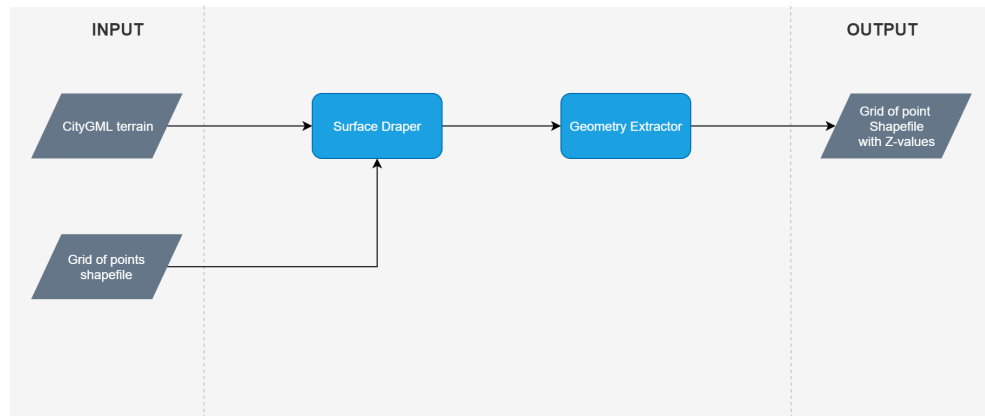 INPUT
OUTPUT
CityGML terrain
Surface Draper
Geometry Extractor
Grid of point
Shapefile
with Z-values
Grid of points
shapefile